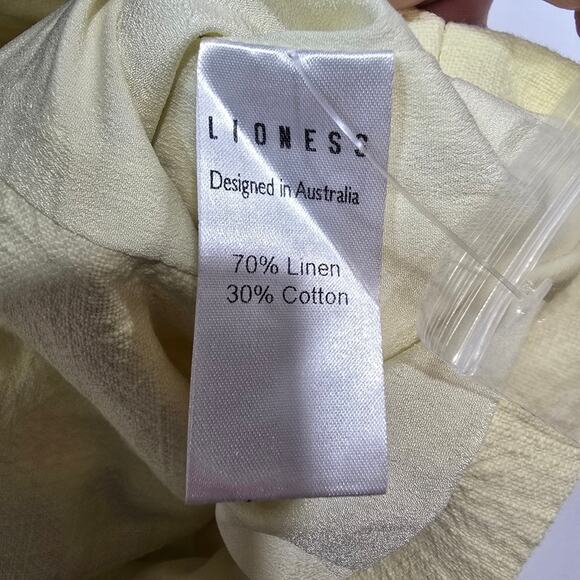 LIONESS
Designed in Australia
70% Linen
30% Cotton